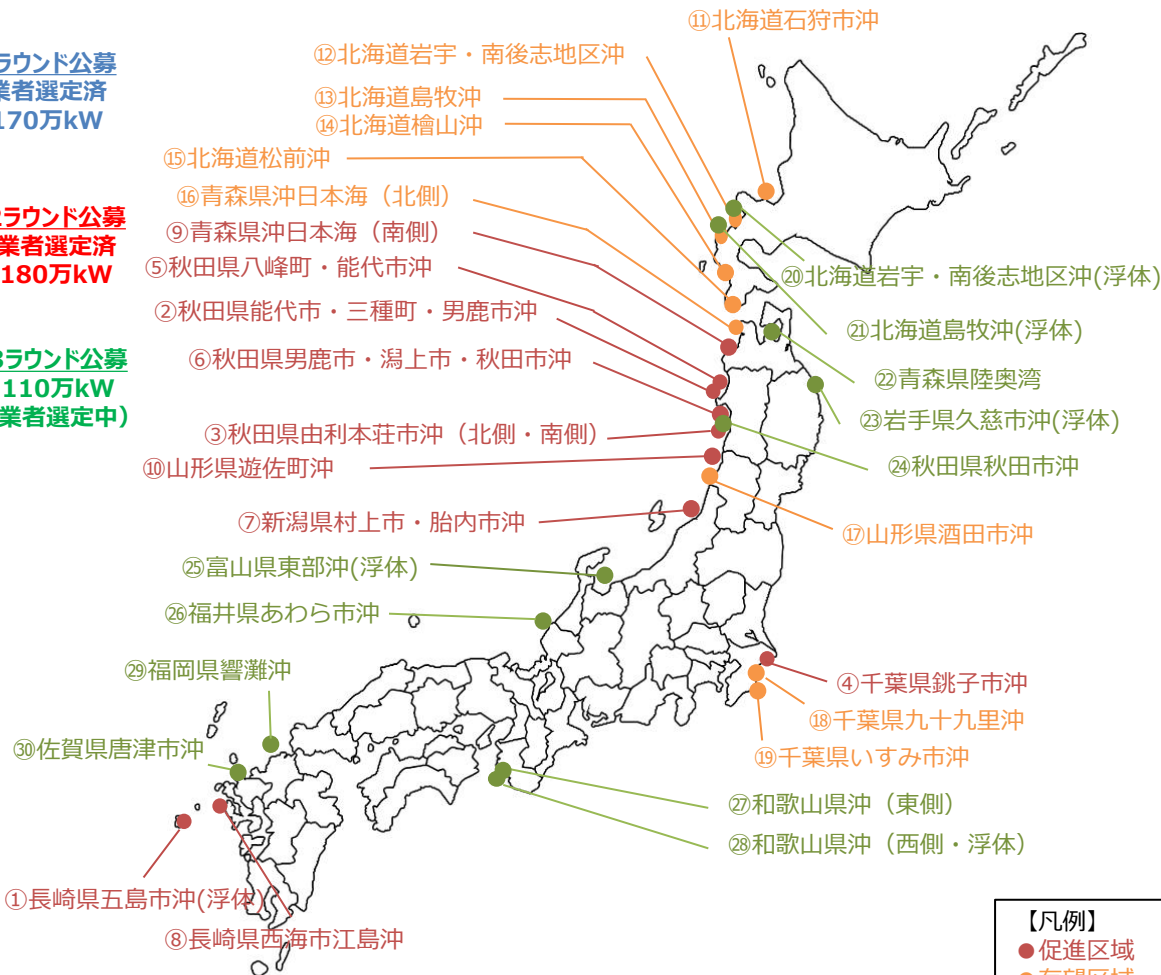 ⑪北海道石狩市沖
⑫北海道岩宇・南後志地区沖
ラウンド公募
業者選定済
170万kW
⑬北海道島牧沖
⑭北海道檜山沖
⑮北海道松前沖
⑯青森県沖日本海（北側）
ラウンド公募
業者選定済
180万kW
⑨青森県沖日本海（南側）
⑤秋田県八峰町・能代市沖
⑳北海道岩宇・南後志地区沖(浮体)
②秋田県能代市・三種町・男鹿市沖
㉑北海道島牧沖(浮体)
3ラウンド公募
110万kW
業者選定中）
⑥秋田県男鹿市・潟上市・秋田市沖
㉒青森県陸奥湾
㉓岩手県久慈市沖(浮体)
③秋田県由利本荘市沖（北側・南側）
⑩山形県遊佐町沖
㉔秋田県秋田市沖
⑦新潟県村上市・胎内市沖
⑰山形県酒田市沖
㉕富山県東部沖(浮体)
㉖福井県あわら市沖
㉙福岡県響灘沖
④千葉県銚子市沖
⑱千葉県九十九里沖
㉚佐賀県唐津市沖
⑲千葉県いすみ市沖
㉗和歌山県沖（東側）
㉘和歌山県沖（西側・浮体）
①長崎県五島市沖(浮体)
⑧長崎県西海市江島沖
【凡例】
促進区域
有望区域